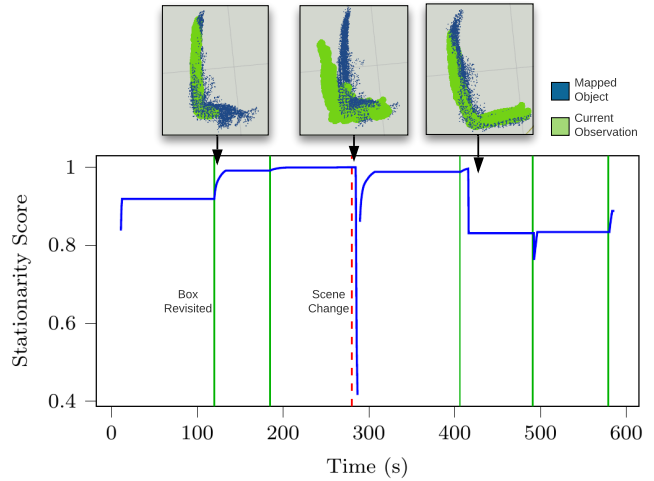 Mapped
Object
Current
Observation
1
0.8
0.6
0.4
Stationarity Score
Box
Revisited
Scene
Change
0 100 200 300 400 500 600
Time (s)